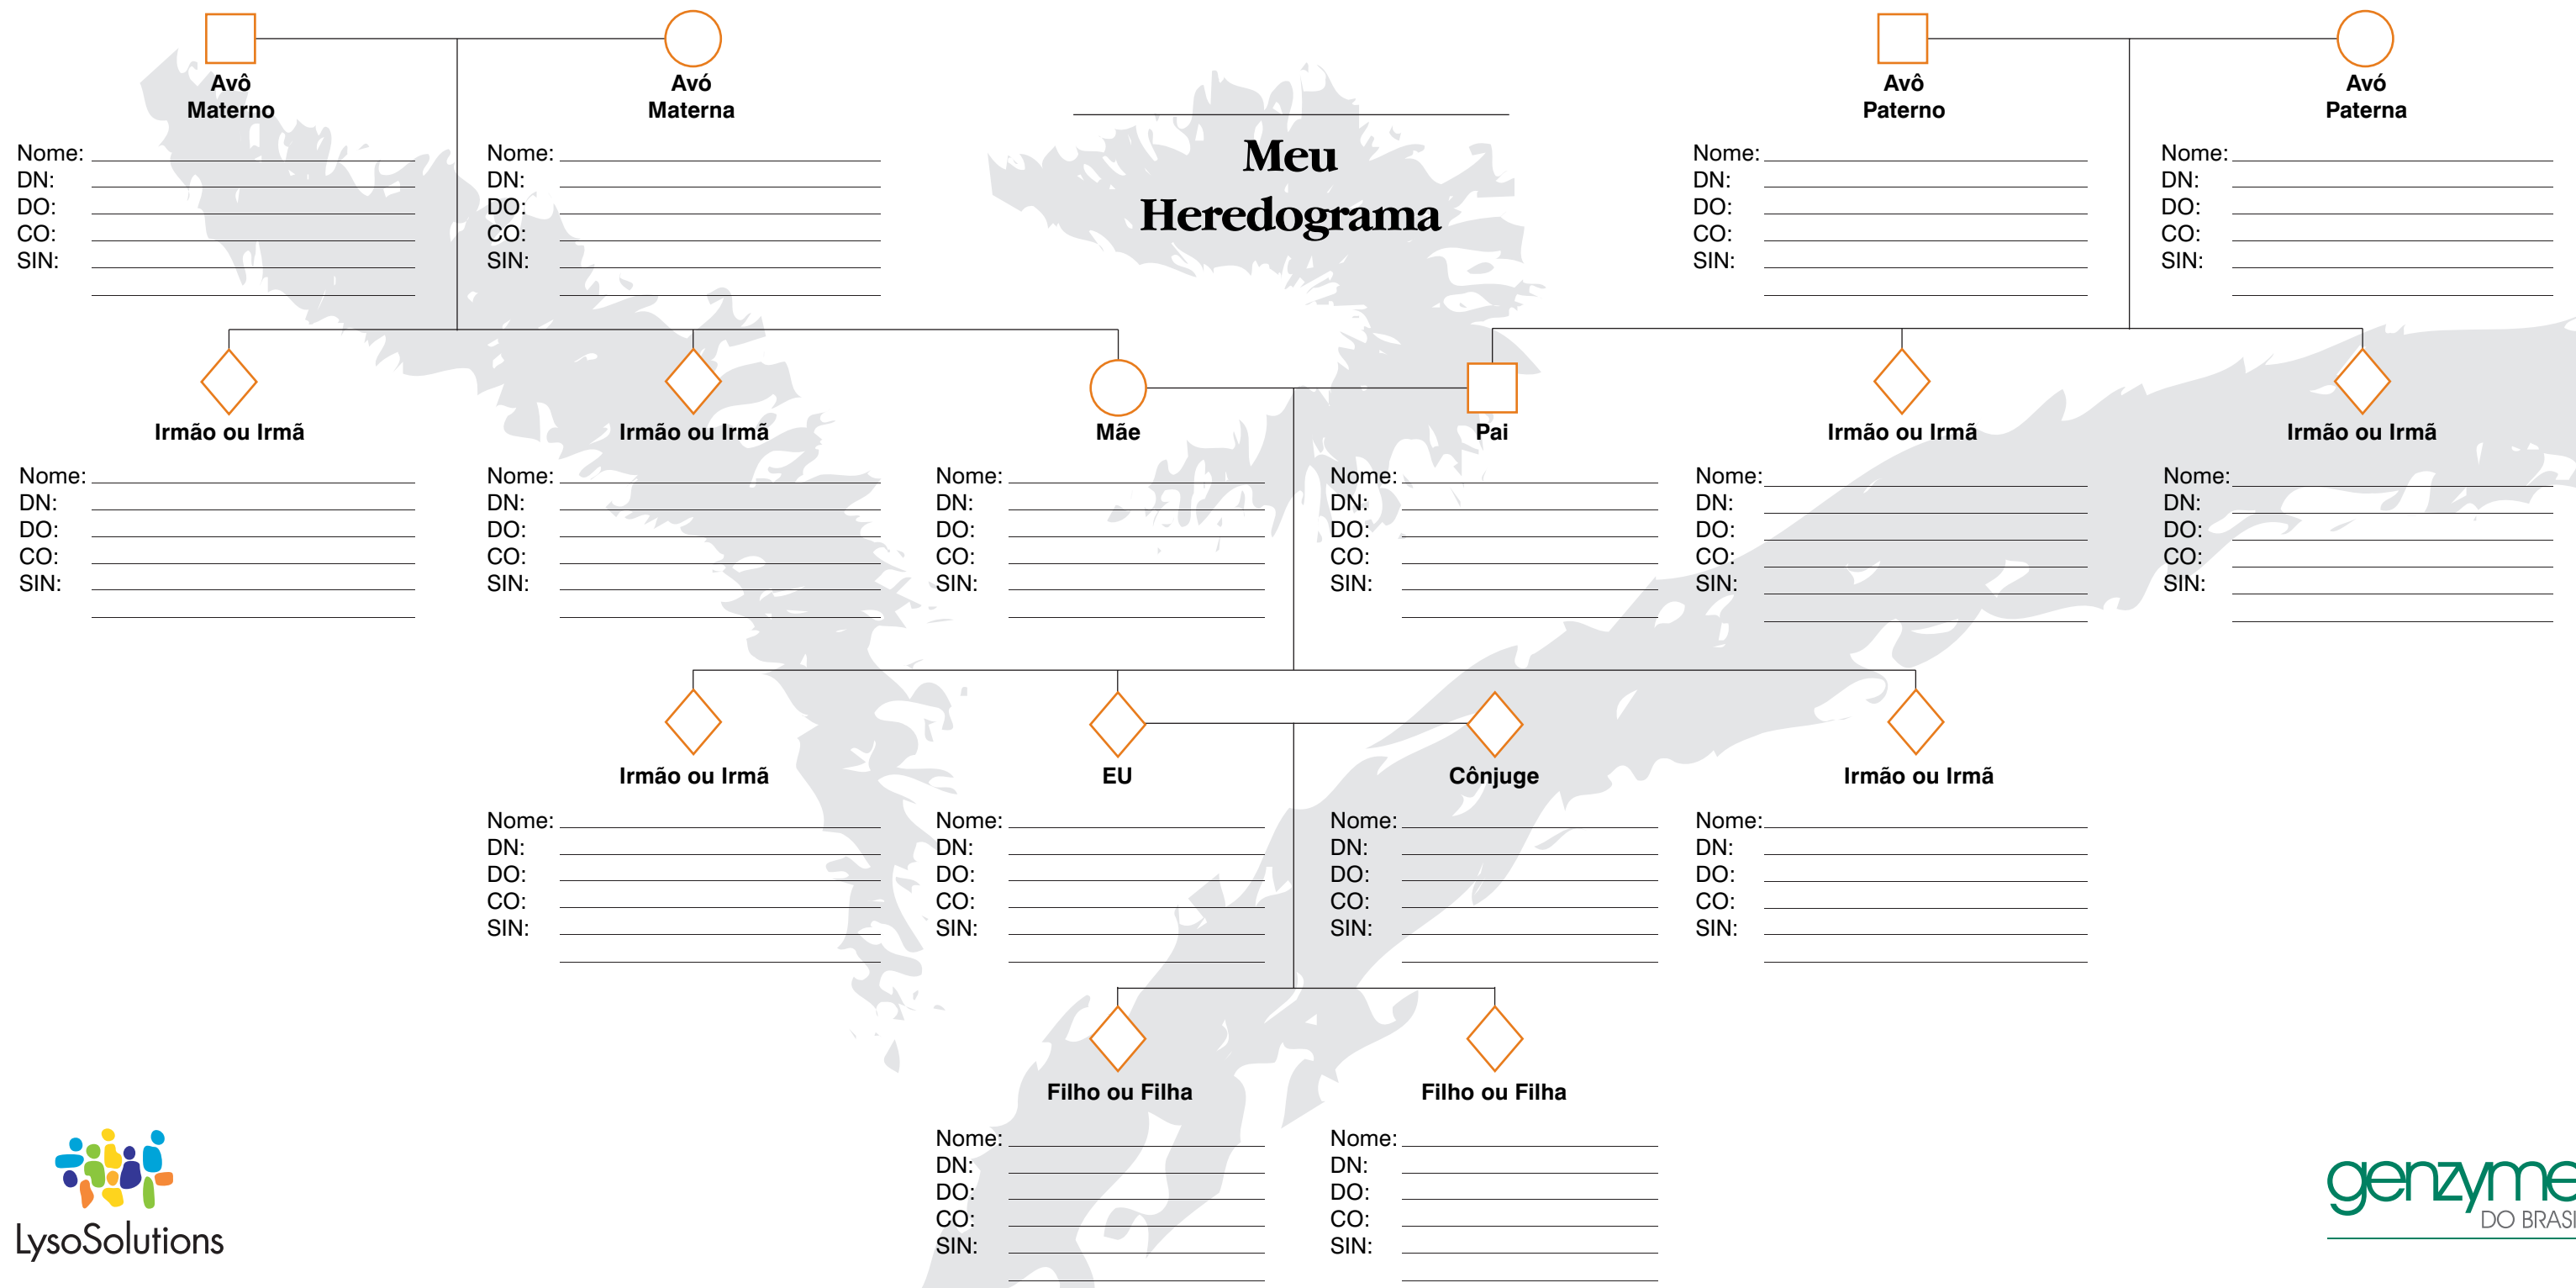 Avô
Materno
Nome:
DN:
DO:
CO:
SIN:
Avó
Materna
Nome:
DN:
DO:
CO:
SIN:
Meu
Heredograma
Avô
Paterno
Nome:
DN:
DO:
CO:
SIN:
Avó
Paterna
Nome:
DN:
DO:
CO:
SIN:
Irmão ou Irmã
Nome:
DN:
DO:
CO:
SIN:
Irmão ou Irmã
Nome:
DN:
DO:
CO:
SIN:
Mãe
Nome:
DN:
DO:
CO:
SIN:
Pai
Nome:
DN:
DO:
CO:
SIN:
Irmão ou Irmã
Nome:
DN:
DO:
CO:
SIN:
Irmão ou Irmã
Nome:
DN:
DO:
CO:
SIN:
Irmão ou Irmã
Nome:
DN:
DO:
CO:
SIN:
EU
Nome:
DN:
DO:
CO:
SIN:
Cônjuge
Nome:
DN:
DO:
CO:
SIN:
Irmão ou Irmã
Nome:
DN:
DO:
CO:
SIN:
Filho ou Filha
Nome:
DN:
DO:
CO:
SIN:
Filho ou Filha
Nome:
DN:
DO:
CO:
SIN:
LysoSolutions
genzyme
DO BRASI